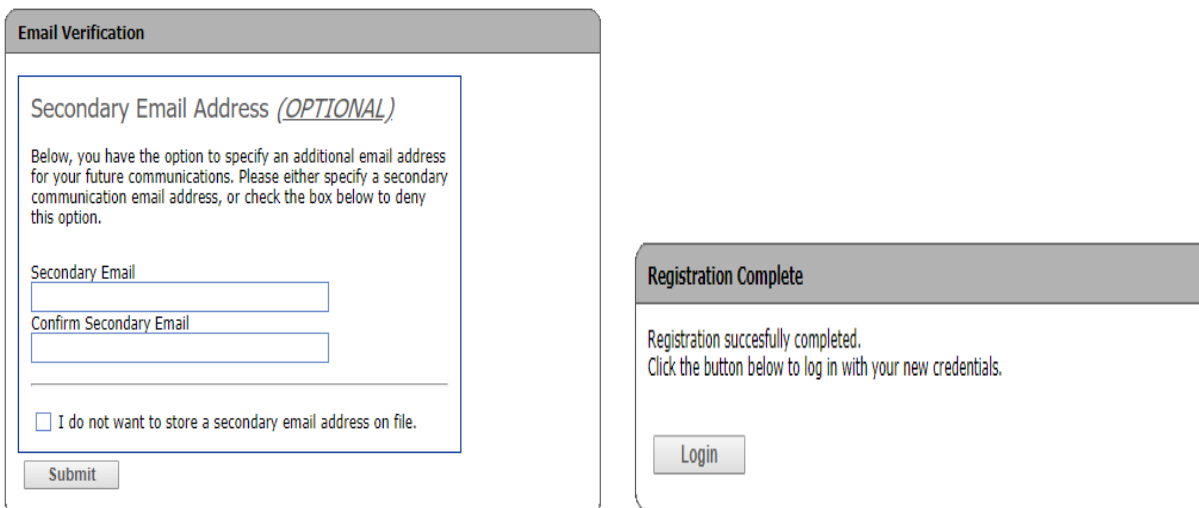 Email Verification
Secondary Email Address (OPTIONAL)
Below, you have the option to specify an additional email address
for your future communications. Please either specify a secondary
communication email address, or check the box below to deny
this option.
Secondary Email
Confirm Secondary Email
I do not want to store a secondary email address on file.
Submit
Registration Complete
Registration succesfully completed.
Click the button below to log in with your new credentials.
Login